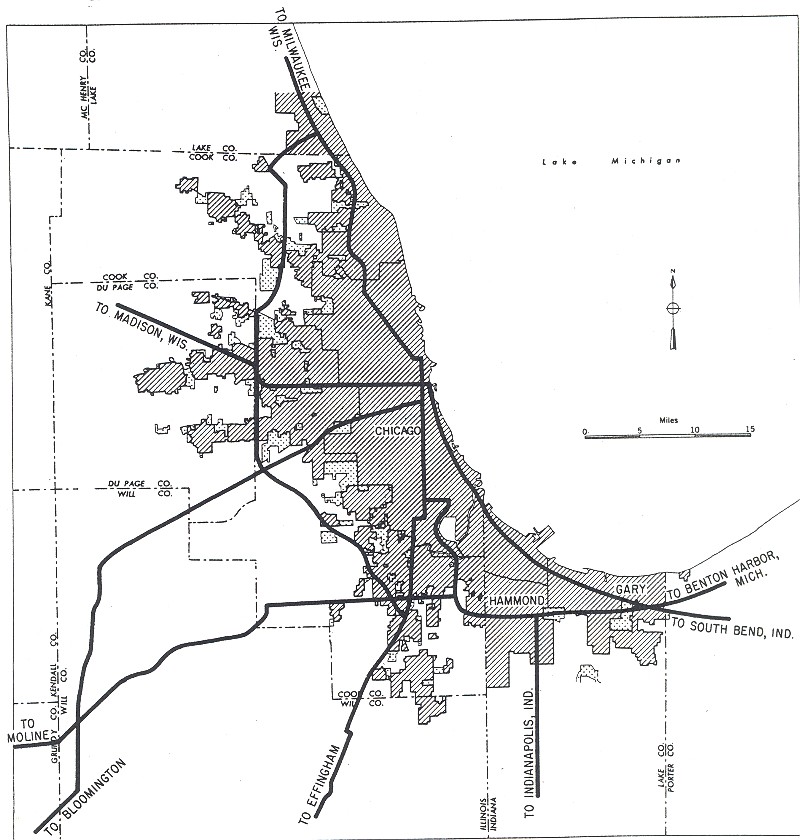 TO MILWAUKEE
WIS.
MC HENRY CO.
LAKE CO.
LAKE CO.
COOK CO.
Lake Michigan
KANE CO.
COOK CO.
DU PAGE CO.
N
TO MADISON, WIS.
Miles
0 5 10 15
CHICAGO
DU PAGE CO.
WILL CO.
HAMMOND
GARY
TO BENTON HARBOR,
MICH.
TO SOUTH BEND, IND.
KENDALL CO.
WILL CO.
GRUNDY CO.
COOK CO.
WILL CO.
TO
MOLINE
TO BLOOMINGTON
TO EFFINGHAM
ILLINOIS
INDIANA
TO INDIANAPOLIS, IND.
LAKE CO.
PORTER CO.